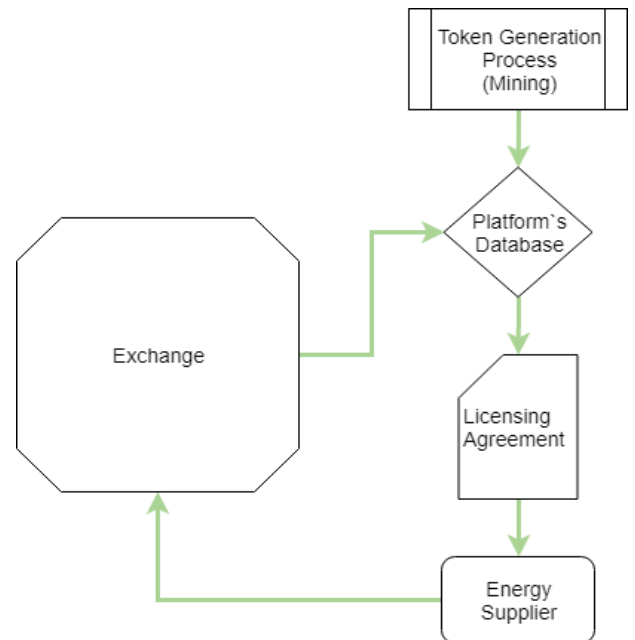 Token Generation
Process
(Mining)
Platform`s
Database
Exchange
Licensing
Agreement
Energy
Supplier